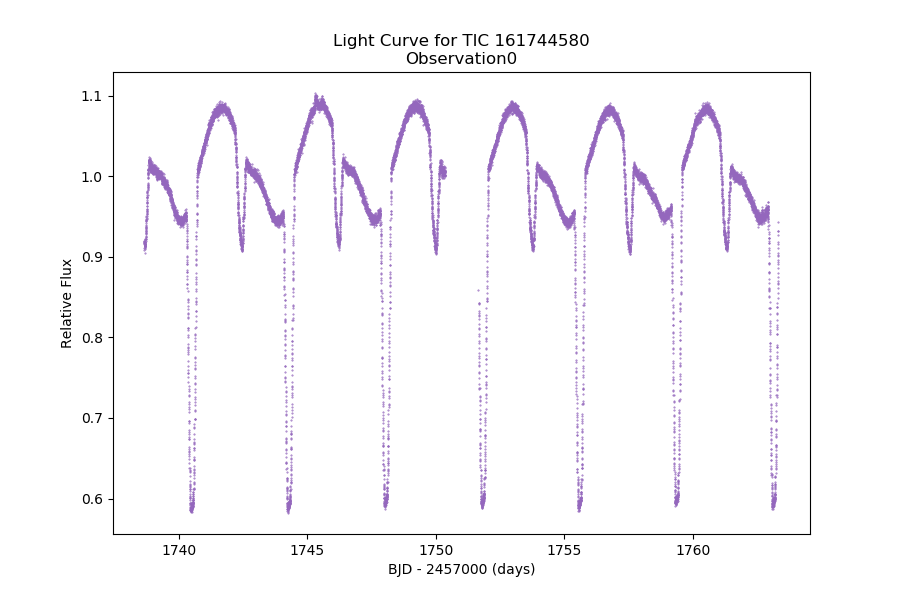 Light Curve for TIC 161744580
Observation0
1.1
1.0
0.9
0.8
0.7
0.6
Relative Flux
1740 1745 1750 1755 1760
BJD - 2457000 (days)